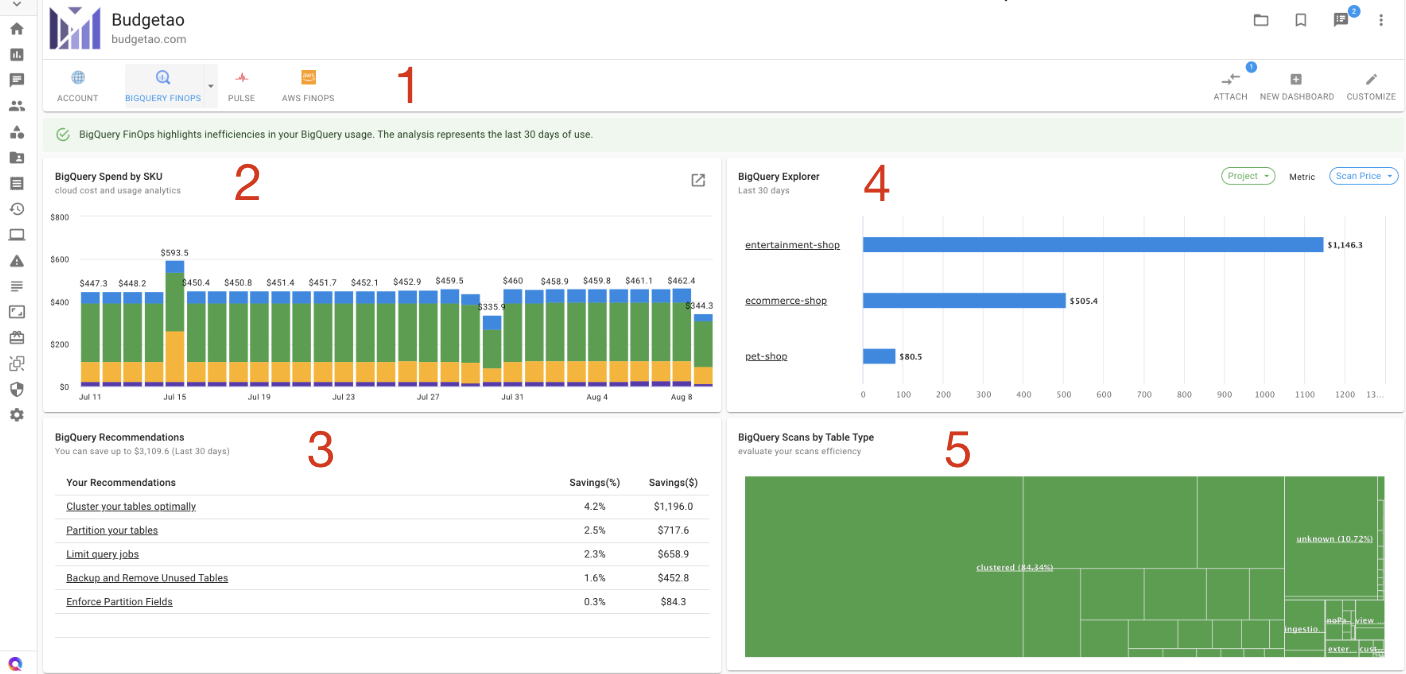 Budgetao
budgetao.com
2
ACCOUNT
BIGQUERY FINOPS
PULSE
aws
AWS FINOPS
1
1
ATTACH
NEW DASHBOARD
CUSTOMIZE
BigQuery FinOps highlights inefficiencies in your BigQuery usage. The analysis represents the last 30 days of use.
BigQuery Spend by SKU
cloud cost and usage analytics
2
$800
$600
$400
$200
$0
$447.3 $448.2 $593.5 $450.4 $450.8 $451.4 $451.7 $452.1 $452.9 $459.5 $335.9 $460 $458.9 $459.8 $461.1 $462.4 $344.3
Jul 11 Jul 15 Jul 19 Jul 23 Jul 27 Jul 31 Aug 4 Aug 8
BigQuery Explorer
Last 30 days
4
Project
Metric
Scan Price
entertainment-shop $1,146.3
ecommerce-shop $505.4
pet-shop $80.5
0 100 200 300 400 500 600 700 800 900 1000 1100 1200 13...
BigQuery Recommendations
You can save up to $3,109.6 (Last 30 days)
3
Your Recommendations Savings(%) Savings($)
Cluster your tables optimally 4.2% $1,196.0
Partition your tables 2.5% $717.6
Limit query jobs 2.3% $658.9
Backup and Remove Unused Tables 1.6% $452.8
Enforce Partition Fields 0.3% $84.3
BigQuery Scans by Table Type
evaluate your scans efficiency
5
clustered (84.34%)
unknown (10.72%)
ingestio...
noPa...
view ...
exter...
cust...